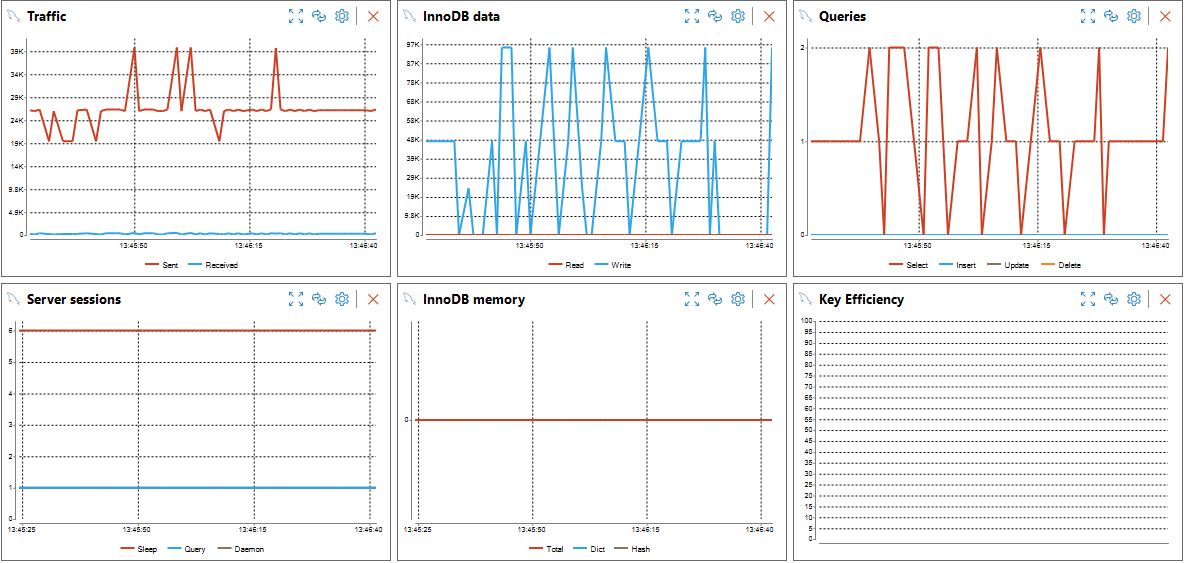 Traffic
39K
34K
29K
24K
19K
14K
9.8K
4.9K
0
13:45:50 13:46:15 13:46:40
Sent Received
InnoDB data
97K
87K
78K
68K
58K
48K
39K
29K
19K
9.8K
0
13:45:50 13:46:15 13:46:40
Read Write
Queries
2
1
0
13:45:50 13:46:15 13:46:40
Select Insert Update Delete
Server sessions
6
5
4
3
2
1
0
13:45:25 13:45:50 13:46:15 13:46:40
Sleep Query Daemon
InnoDB memory
0
13:45:25 13:45:50 13:46:15 13:46:40
Total Dict Hash
Key Efficiency
100
95
90
85
80
75
70
65
60
55
50
45
40
35
30
25
20
15
10
5
0